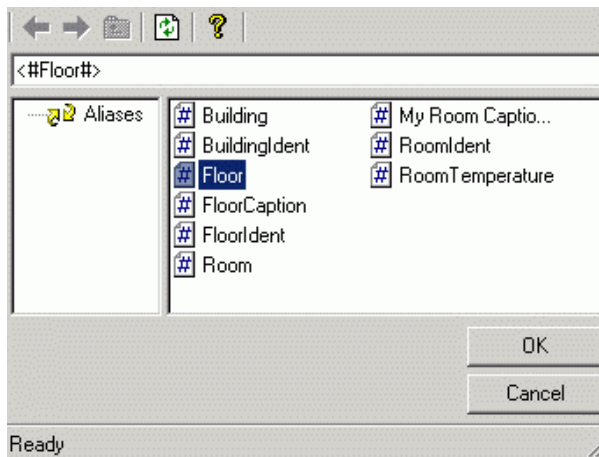 <#Floor#>
Aliases
Building
BuildingIdent
Floor
FloorCaption
FloorIdent
Room
My Room Captio...
RoomIdent
RoomTemperature
OK
Cancel
Ready